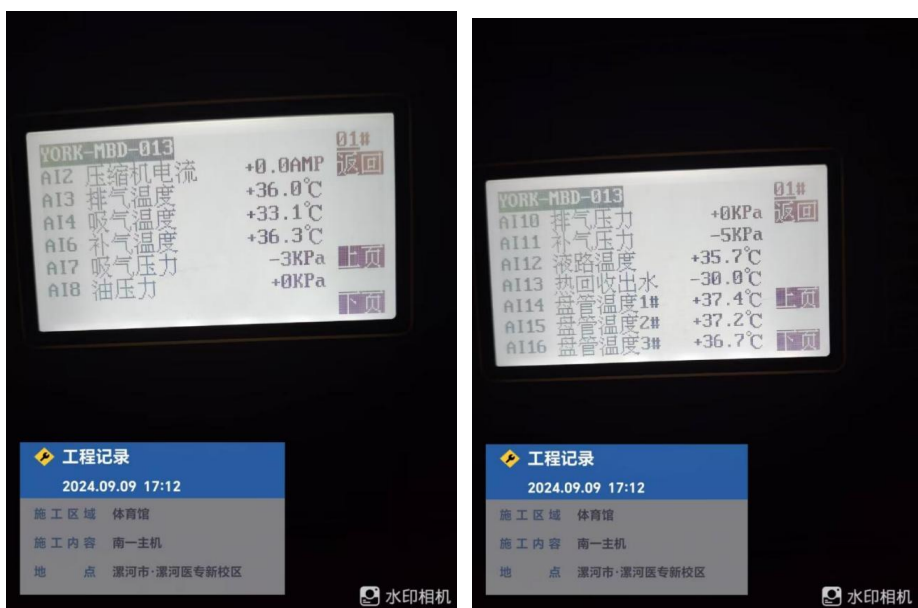 YORK-MBD-013 01#
AI2 压缩机电流 +0.0AMP 返回
AI3 排气温度 +36.0℃
AI4 吸气温度 +33.1℃
AI6 补气温度 +36.3℃
AI7 吸气压力 -3KPa 上页
AI8 油压力 +0KPa
下页
工程记录
2024.09.09 17:12
施工区域 体育馆
施工内容 南一主机
地 点 漯河市·漯河医专新校区
水印相机
YORK-MBD-013 01#
AI10 排气压力 +0KPa 返回
AI11 补气压力 -5KPa
AI12 液路温度 +35.7℃
AI13 热回收出水 -30.0℃
AI14 盘管温度1# +37.4℃ 上页
AI15 盘管温度2# +37.2℃
AI16 盘管温度3# +36.7℃ 下页
工程记录
2024.09.09 17:12
施工区域 体育馆
施工内容 南一主机
地 点 漯河市·漯河医专新校区
水印相机